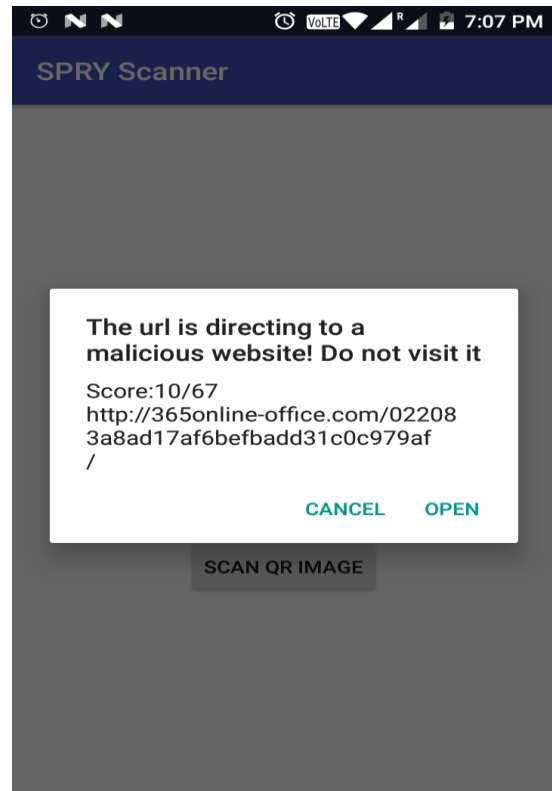 VoLTE R 7:07 PM
SPRY Scanner
The url is directing to a
malicious website! Do not visit it
Score:10/67
http://365online-office.com/02208
3a8ad17af6befbadd31c0c979af
/
CANCEL OPEN
SCAN QR IMAGE